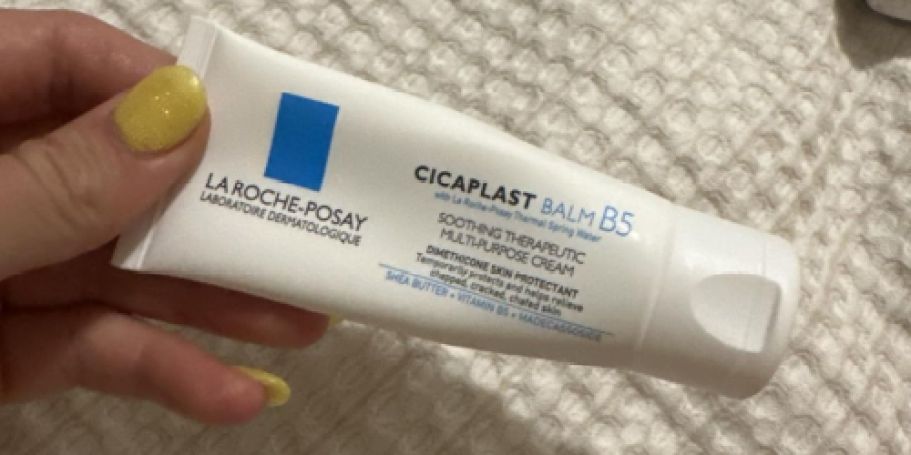 LA ROCHE-POSAY
LABORATOIRE DERMATOLOGIQUE
CICAPLAST BALM B5
with La Roche-Posay Thermal Spring Water
SOOTHING THERAPEUTIC
MULTI-PURPOSE CREAM
DIMETHICONE SKIN PROTECTANT
Temporarily protects and helps relieve
chapped, cracked, chafed skin
SHEA BUTTER + VITAMIN B5 + MADECASSOSIDE